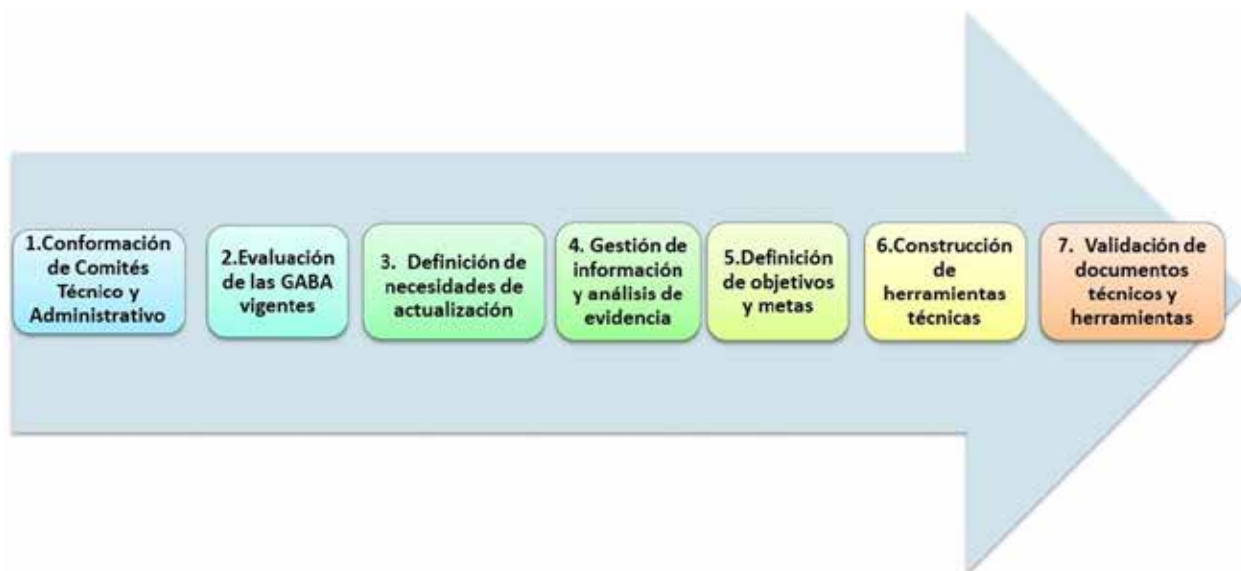 1.Conformación
de Comités
Técnico y
Administrativo
2.Evaluación
de las GABA
vigentes
3. Definición de
necesidades de
actualización
4. Gestión de
información
y análisis de
evidencia
5.Definición
de objetivos
y metas
6.Construcción
de
herramientas
técnicas
7. Validación de
documentos
técnicos y
herramientas